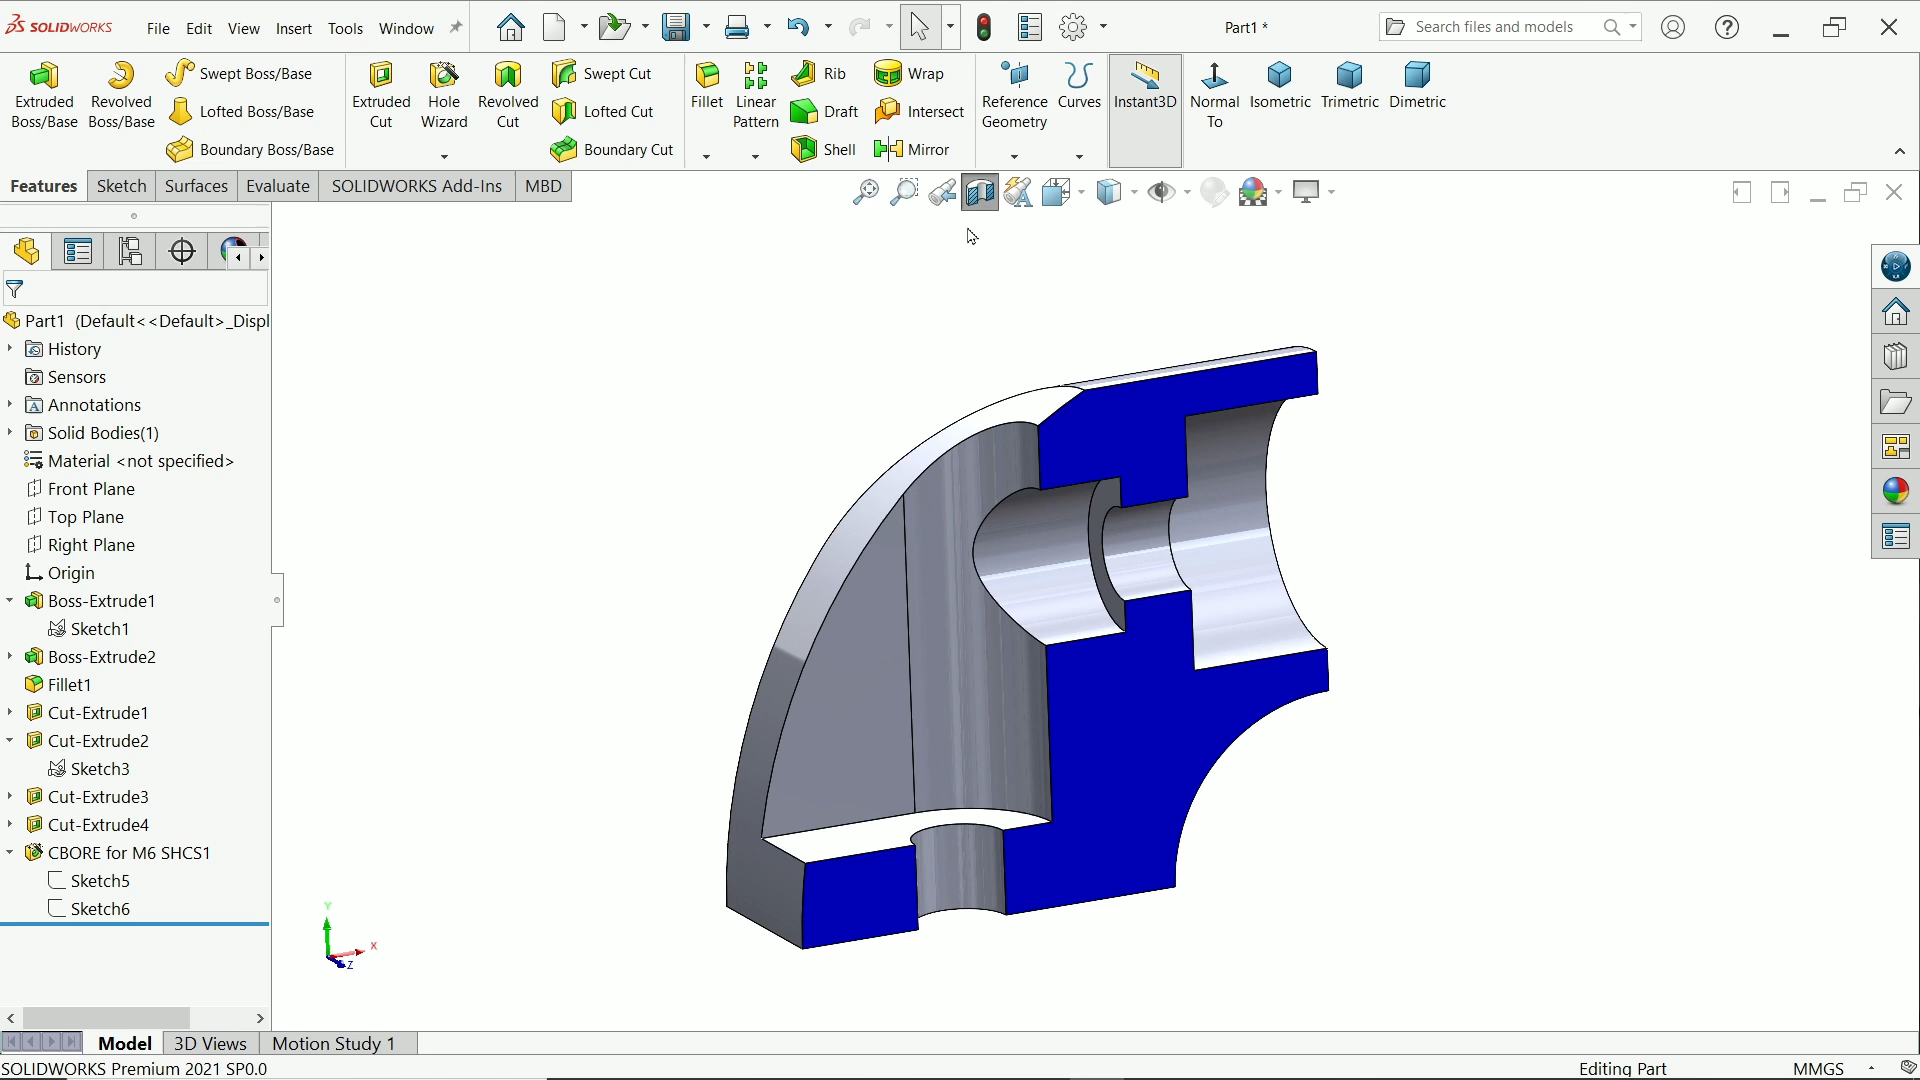 SOLIDWORKS File Edit View Insert Tools Window Part1 * Search files and models
Extruded Boss/Base
Revolved Boss/Base
Swept Boss/Base
Lofted Boss/Base
Boundary Boss/Base
Extruded Cut
Hole Wizard
Revolved Cut
Swept Cut
Lofted Cut
Boundary Cut
Fillet
Linear Pattern
Rib
Draft
Shell
Wrap
Intersect
Mirror
Reference Geometry
Curves
Instant3D
Normal To
Isometric
Trimetric
Dimetric
Features Sketch Surfaces Evaluate SOLIDWORKS Add-Ins MBD
Part1 (Default<<Default>_Displ
History
Sensors
Annotations
Solid Bodies(1)
Material <not specified>
Front Plane
Top Plane
Right Plane
Origin
Boss-Extrude1
Sketch1
Boss-Extrude2
Fillet1
Cut-Extrude1
Cut-Extrude2
Sketch3
Cut-Extrude3
Cut-Extrude4
CBORE for M6 SHCS1
Sketch5
Sketch6
Y
X
Z
Model 3D Views Motion Study 1
SOLIDWORKS Premium 2021 SP0.0 Editing Part MMGS